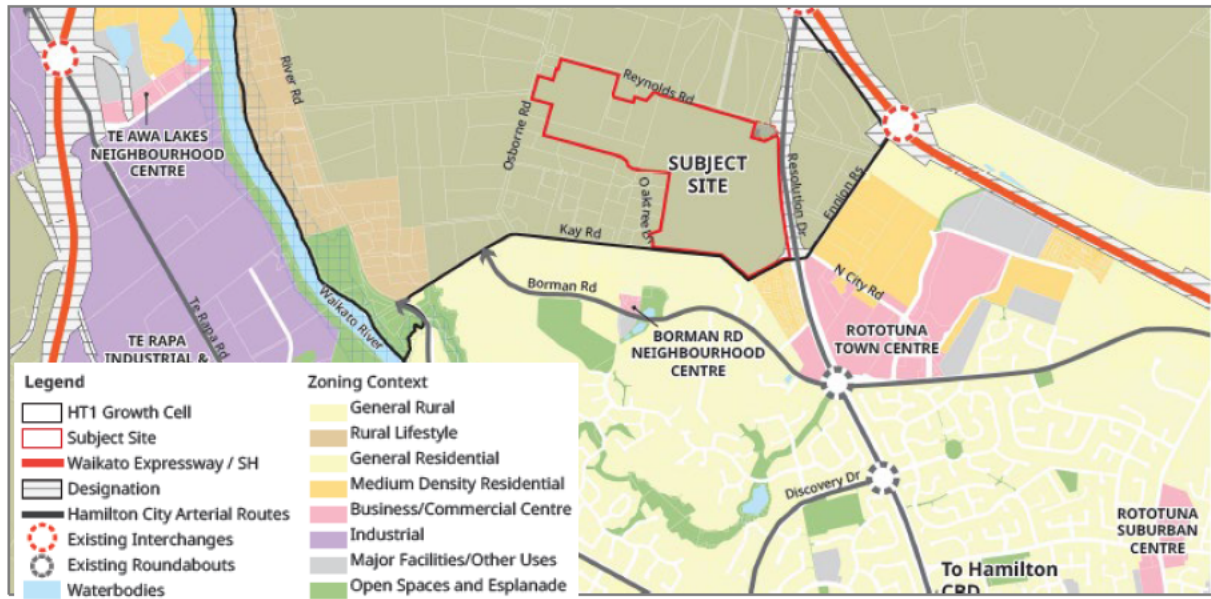 River Rd
Reynolds Rd
Osborne Rd
TE AWA LAKES
NEIGHBOURHOOD
CENTRE
SUBJECT
SITE
Resolution Dr
Oaktree Dr
Kay Rd
N City Rd
Borman Rd
Waikato River
Te Rapa Rd
TE RAPA
INDUSTRIAL &
BORMAN RD
NEIGHBOURHOOD
CENTRE
ROTOTUNA
TOWN CENTRE
Discovery Dr
ROTOTUNA
SUBURBAN
CENTRE
To Hamilton
CBD
Legend
HT1 Growth Cell
Subject Site
Waikato Expressway / SH
Designation
Hamilton City Arterial Routes
Existing Interchanges
Existing Roundabouts
Waterbodies
Zoning Context
General Rural
Rural Lifestyle
General Residential
Medium Density Residential
Business/Commercial Centre
Industrial
Major Facilities/Other Uses
Open Spaces and Esplanade